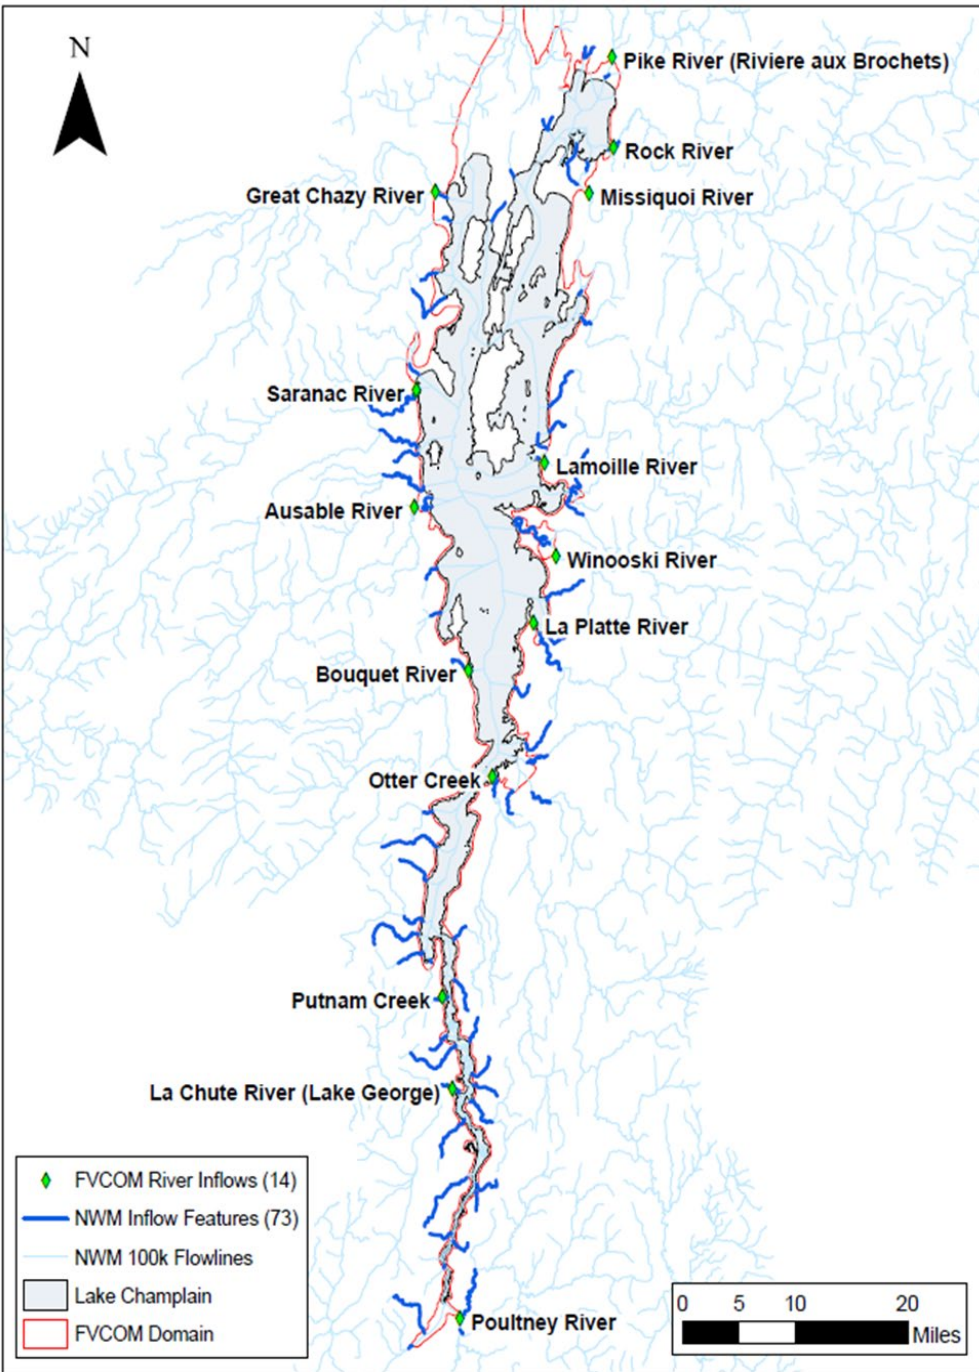 N
Pike River (Riviere aux Brochets)
Rock River
Great Chazy River
Missiquoi River
Saranac River
Lamoille River
Ausable River
Winooski River
La Platte River
Bouquet River
Otter Creek
Putnam Creek
La Chute River (Lake George)
FVCOM River Inflows (14)
NWM Inflow Features (73)
NWM 100k Flowlines
Lake Champlain
FVCOM Domain
Poultney River
0 5 10 20
Miles